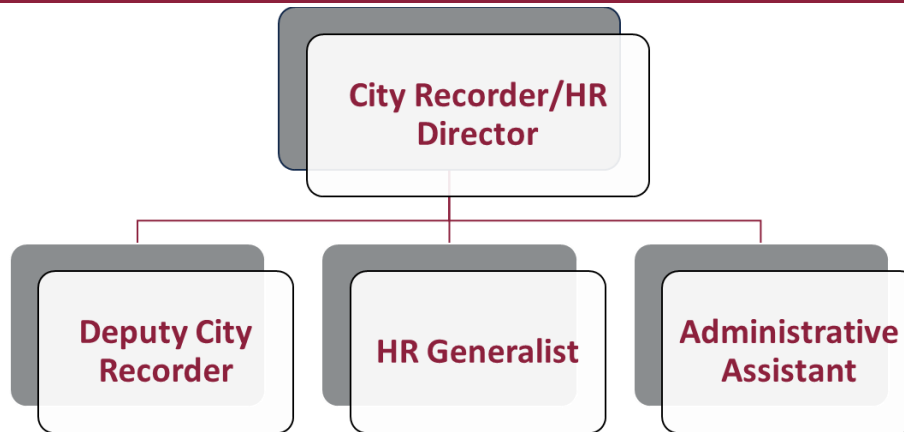 City Recorder/HR
Director
Deputy City
Recorder
HR Generalist
Administrative
Assistant